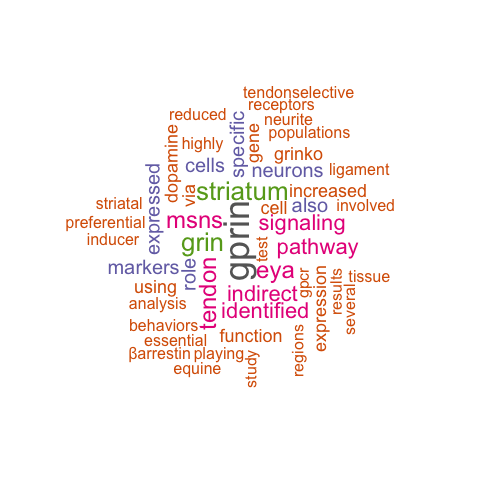 tendonselective
receptors
reduced
neurite
populations
highly
specific
gene
dopamine
grinko
cells
neurons
ligament
via
expressed
striatum
increased
striatal
cell
also
involved
preferential
msns
signaling
inducer
grin
gprin
test
pathway
markers
role
eya
gpcr
tissue
using
tendon
indirect
expression
results
several
analysis
identified
behaviors
function
essential
βarrestin
playing
regions
study
equine